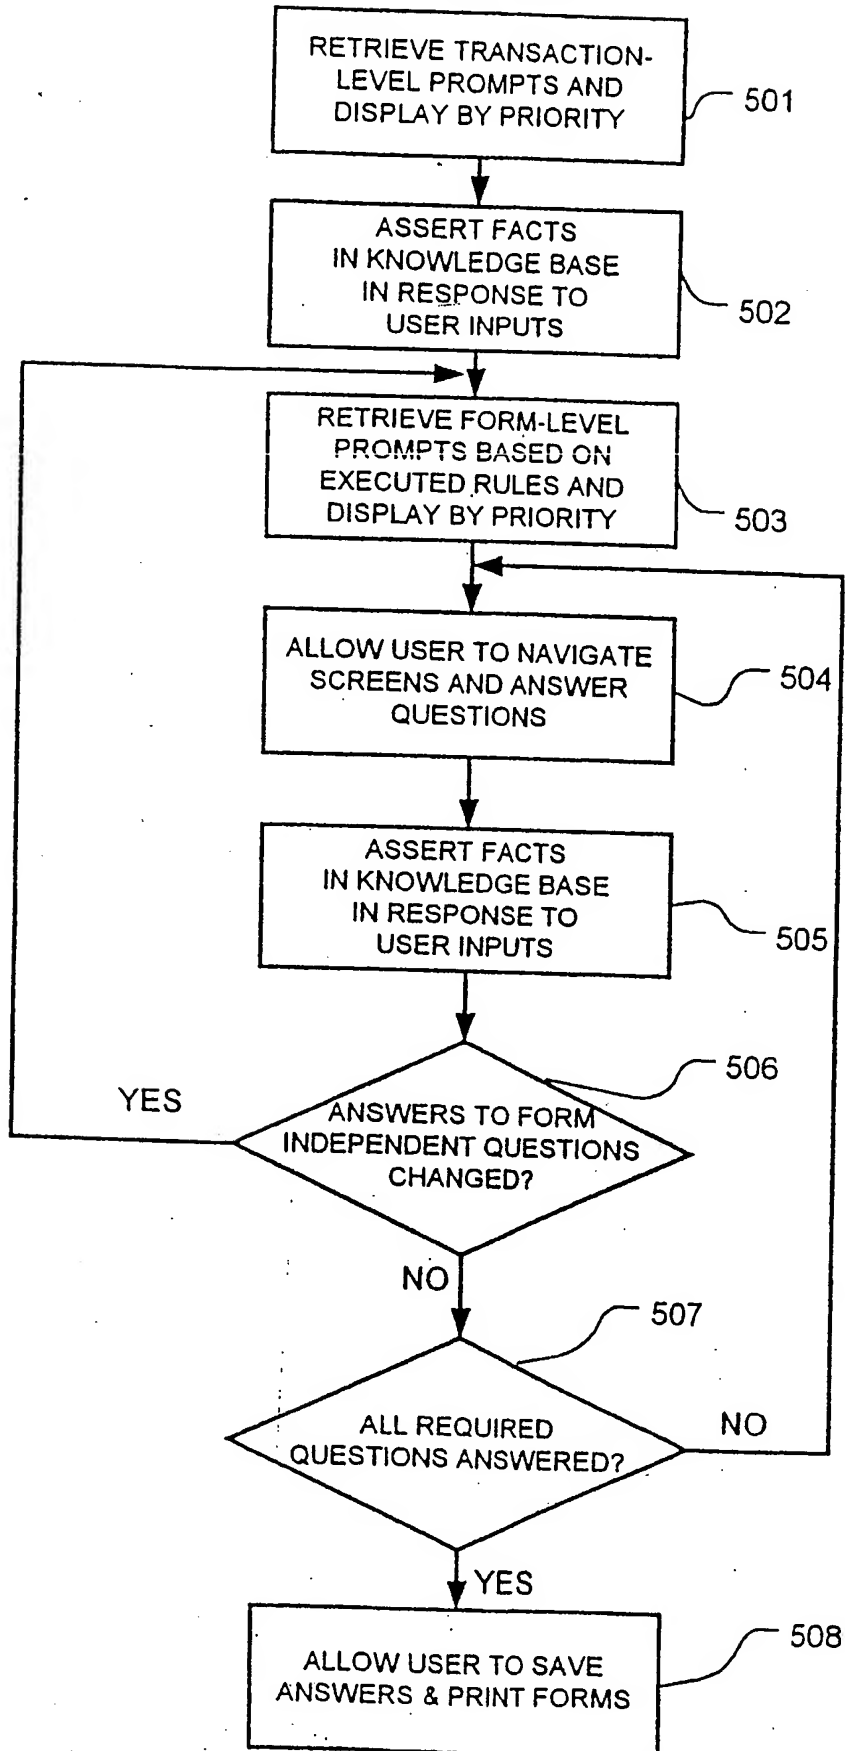 RETRIEVE TRANSACTION-
LEVEL PROMPTS AND
DISPLAY BY PRIORITY
501
ASSERT FACTS
IN KNOWLEDGE BASE
IN RESPONSE TO
USER INPUTS
502
RETRIEVE FORM-LEVEL
PROMPTS BASED ON
EXECUTED RULES AND
DISPLAY BY PRIORITY
503
ALLOW USER TO NAVIGATE
SCREENS AND ANSWER
QUESTIONS
504
ASSERT FACTS
IN KNOWLEDGE BASE
IN RESPONSE TO
USER INPUTS
505
506
YES
ANSWERS TO FORM
INDEPENDENT QUESTIONS
CHANGED?
NO
507
ALL REQUIRED
QUESTIONS ANSWERED?
NO
YES
508
ALLOW USER TO SAVE
ANSWERS & PRINT FORMS